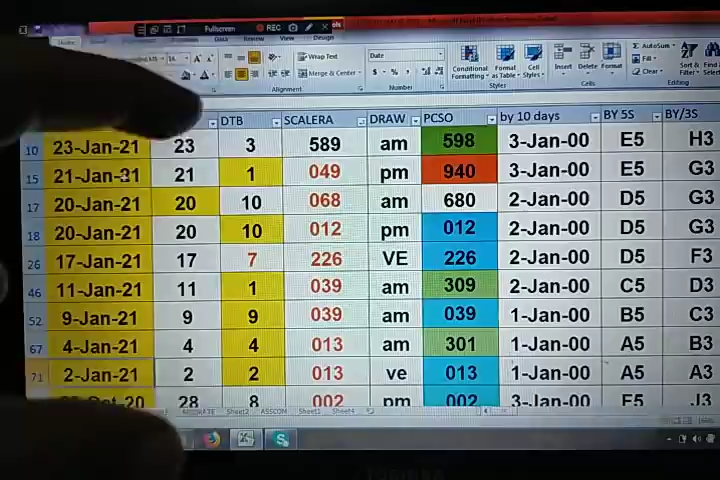 Fullscreen REC
View Design
Wrap Text Date AutoSum
Fill
Merge & Center $ % Conditional Formatting Format as Table Cell Styles Insert Delete Format Clear Sort & Filter
Alignment Number Styles Cells
DTB SCALERA DRAW PCSO by 10 days BY 5S BY/3S
10 23-Jan-21 23 3 589 am 598 3-Jan-00 E5 H3
15 21-Jan-21 21 1 049 pm 940 3-Jan-00 E5 G3
17 20-Jan-21 20 10 068 am 680 2-Jan-00 D5 G3
18 20-Jan-21 20 10 012 pm 012 2-Jan-00 D5 G3
26 17-Jan-21 17 7 226 VE 226 2-Jan-00 D5 F3
46 11-Jan-21 11 1 039 am 309 2-Jan-00 C5 D3
52 9-Jan-21 9 9 039 am 039 1-Jan-00 B5 C3
67 4-Jan-21 4 4 013 am 301 1-Jan-00 A5 B3
71 2-Jan-21 2 2 013 ve 013 1-Jan-00 A5 A3
28 8 002 pm 002 3-Jan-00 F5 J3
Sheet2 ASSCOM Sheet1 Sheet4